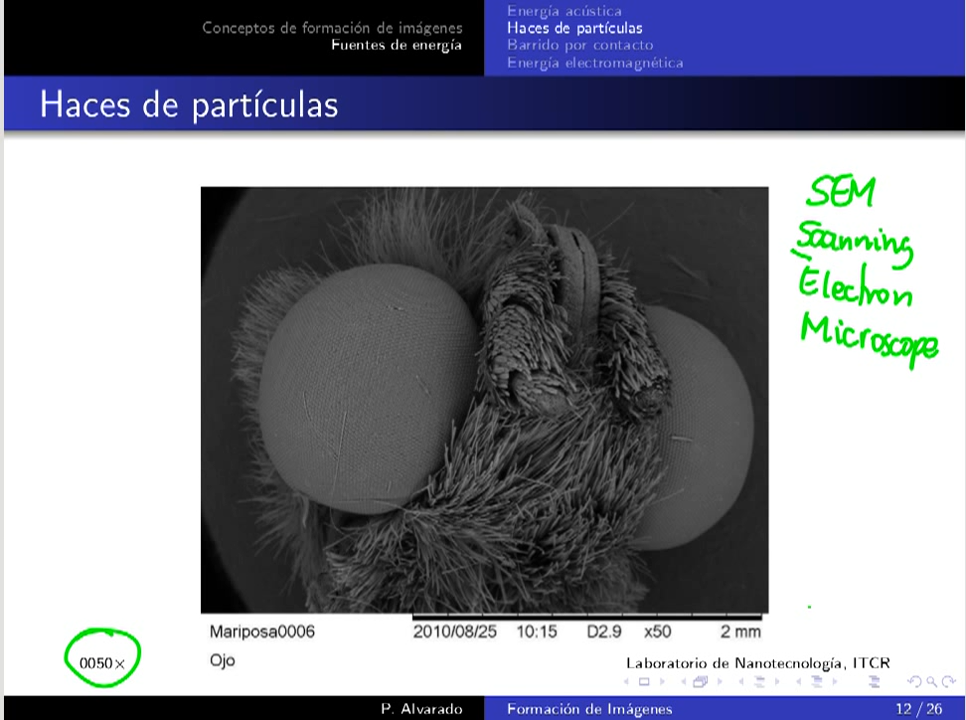 Conceptos de formación de imágenes
Fuentes de energía
Energía acústica
Haces de partículas
Barrido por contacto
Energía electromagnética
Haces de partículas
SEM
Scanning
Electron
Microscope
Mariposa0006 2010/08/25 10:15 D2.9 x50 2 mm
Ojo
0050×
Laboratorio de Nanotecnología, ITCR
P. Alvarado Formación de Imágenes 12 / 26